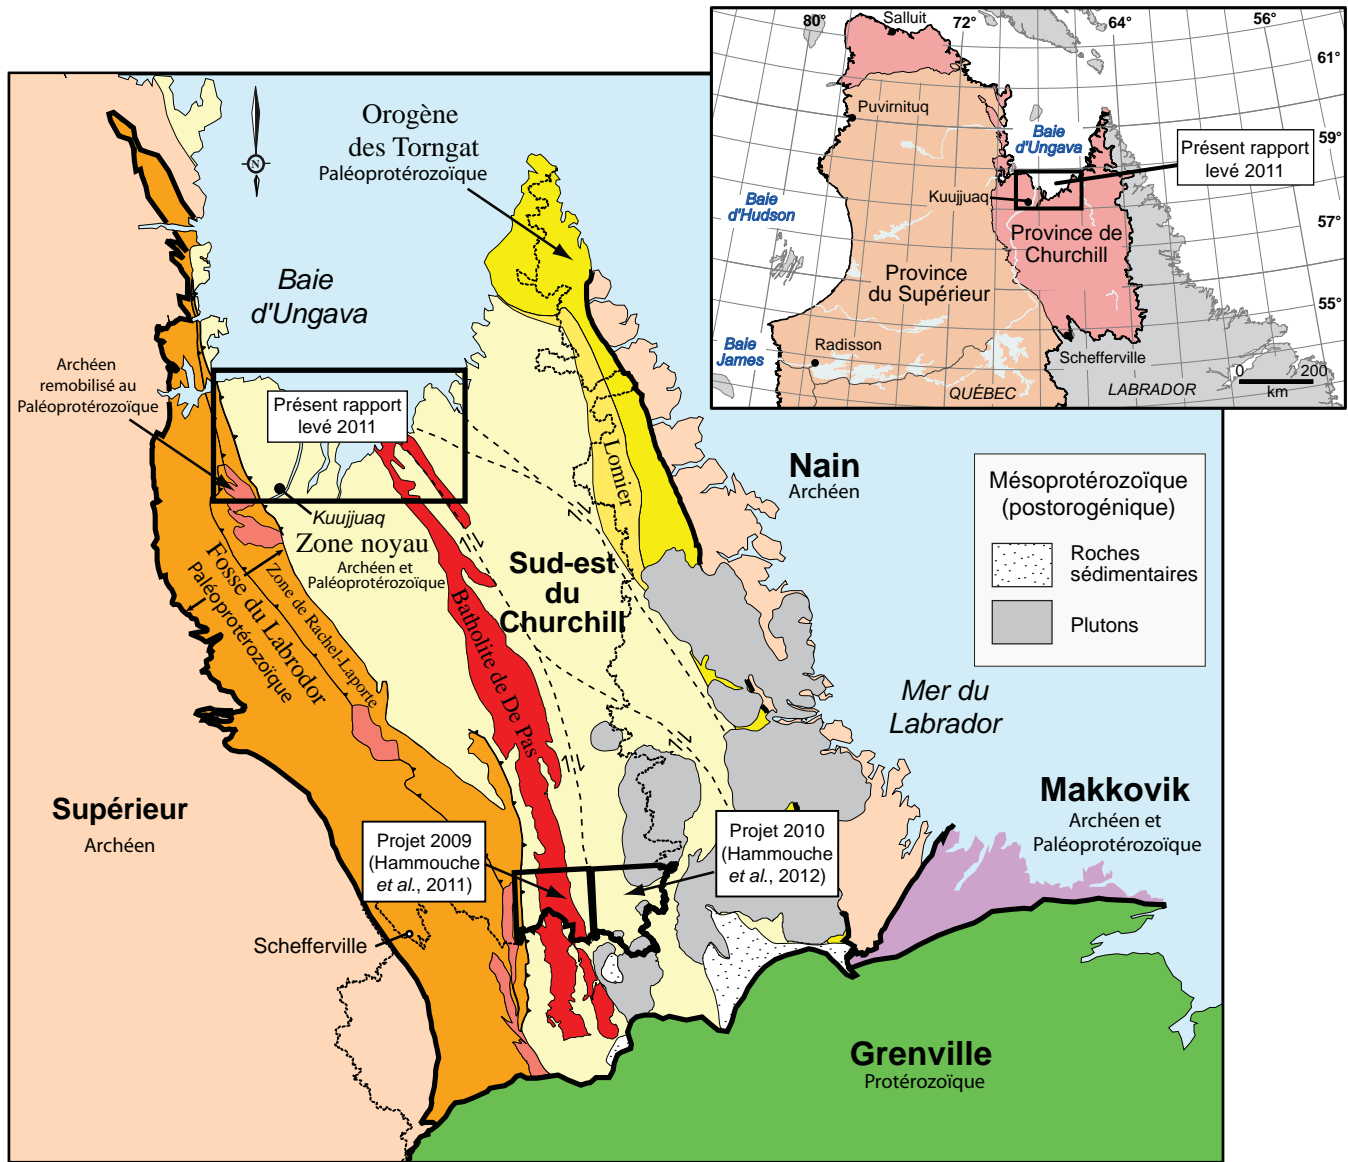 80°
Salluit
72°
64°
56°
61°
Puvirnituq
59°
Baie
d'Ungava
Présent rapport
levé 2011
Kuujjuaq
Baie
d'Hudson
57°
Province de
Churchill
Province
du Supérieur
55°
Baie
James
Radisson
Schefferville
0 200
km
QUÉBEC
LABRADOR
Orogène
des Torngat
Paléoprotérozoïque
N
Baie
d'Ungava
Archéen
remobilisé au
Paléoprotérozoïque
Présent rapport
levé 2011
Lomier
Nain
Archéen
Mésoprotérozoïque
(postorogénique)
Roches
sédimentaires
Plutons
Kuujjuaq
Zone noyau
Archéen et
Paléoprotérozoïque
Sud-est
du
Churchill
Fosse du Labrodor
Paléoprotérozoïque
Zone de Rachel-Laporte
Batholite de De Pas
Mer du
Labrador
Supérieur
Archéen
Makkovik
Archéen et
Paléoprotérozoïque
Projet 2009
(Hammouche
et al., 2011)
Projet 2010
(Hammouche
et al., 2012)
Schefferville
Grenville
Protérozoïque